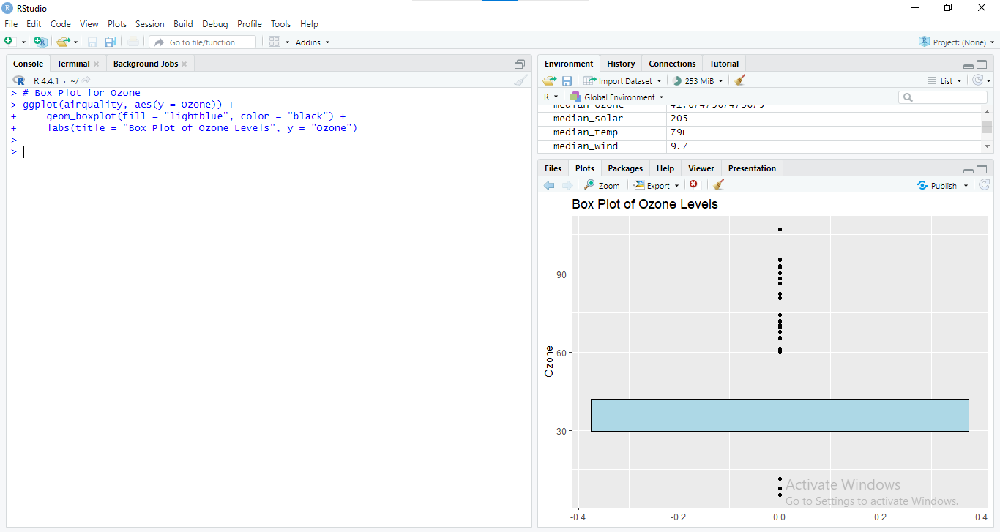 RStudio
File Edit Code View Plots Session Build Debug Profile Tools Help
Go to file/function Addins Project: (None)
Console Terminal Background Jobs
R 4.4.1 · ~/
> # Box Plot for Ozone
> ggplot(airquality, aes(y = Ozone)) +
+     geom_boxplot(fill = "lightblue", color = "black") +
+     labs(title = "Box Plot of Ozone Levels", y = "Ozone")
>
>
Environment History Connections Tutorial
Import Dataset 253 MiB List
R Global Environment
median_solar 205
median_temp 79L
median_wind 9.7
Files Plots Packages Help Viewer Presentation
Zoom Export Publish
Box Plot of Ozone Levels
Ozone
90
60
30
-0.4 -0.2 0.0 0.2 0.4
Activate Windows
Go to Settings to activate Windows.